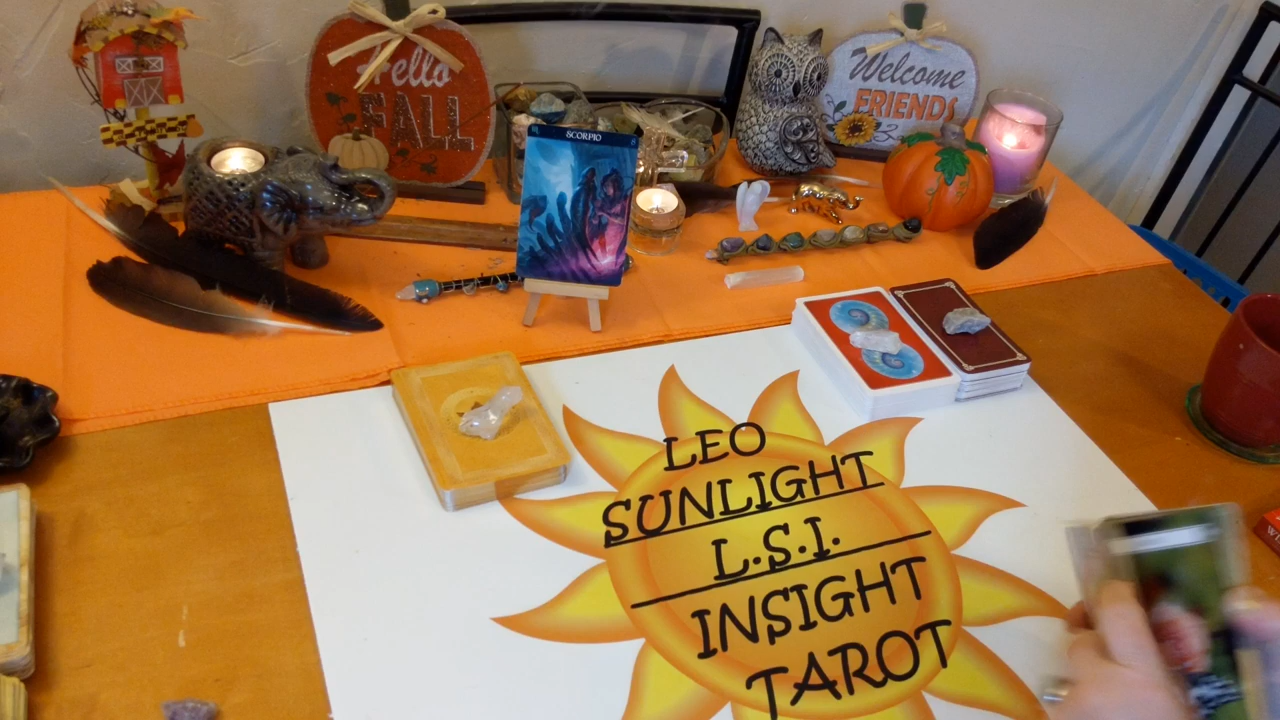 Hello
FALL
Welcome
FRIENDS
SCORPIO
LEO
SUNLIGHT
L.S.I.
INSIGHT
TAROT